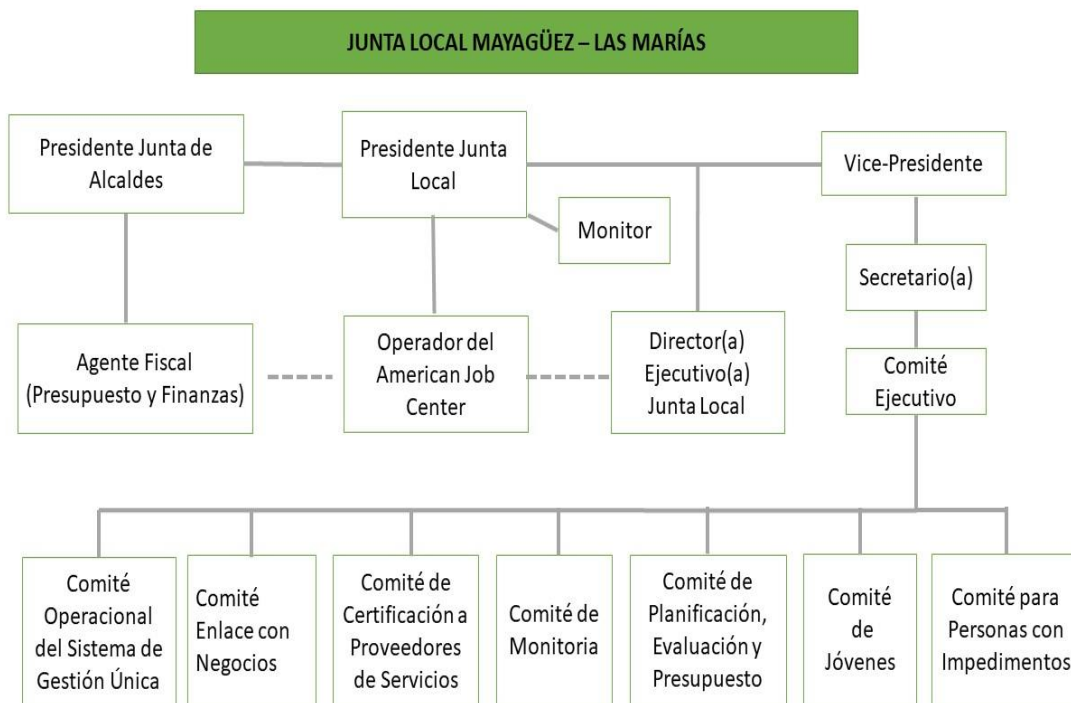 JUNTA LOCAL MAYAGÜEZ – LAS MARÍAS
Presidente Junta de
Alcaldes
Presidente Junta
Local
Vice-Presidente
Monitor
Secretario(a)
Agente Fiscal
(Presupuesto y Finanzas)
Operador del
American Job
Center
Director(a)
Ejecutivo(a)
Junta Local
Comité
Ejecutivo
Comité
Operacional
del Sistema de
Gestión Única
Comité
Enlace con
Negocios
Comité de
Certificación a
Proveedores
de Servicios
Comité de
Monitoria
Comité de
Planificación,
Evaluación y
Presupuesto
Comité
de
Jóvenes
Comité para
Personas con
Impedimentos